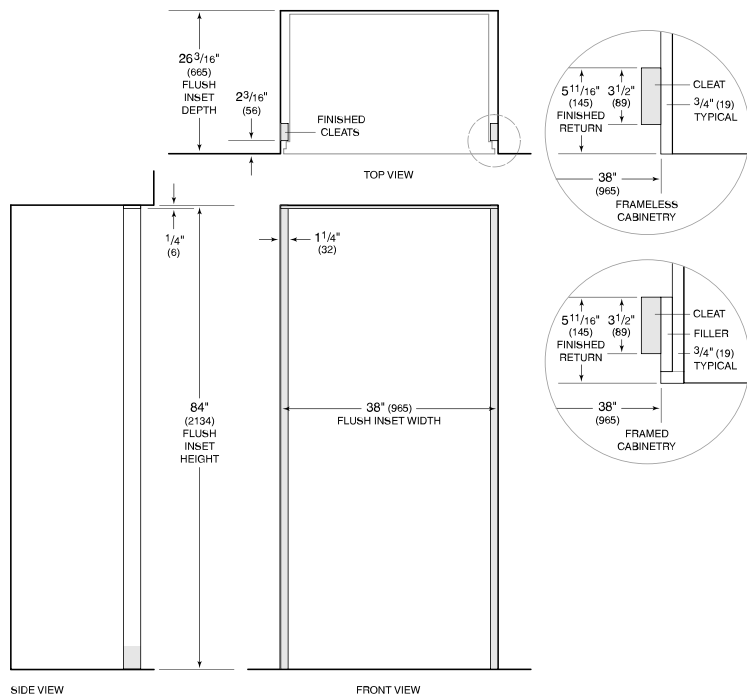 26 3/16"
(665)
FLUSH
INSET
DEPTH
2 3/16"
(56)
FINISHED
CLEATS
TOP VIEW
5 11/16"
(145)
FINISHED
RETURN
3 1/2"
(89)
CLEAT
3/4" (19)
TYPICAL
38"
(965)
FRAMELESS
CABINETRY
1/4"
(6)
1 1/4"
(32)
84"
(2134)
FLUSH
INSET
HEIGHT
38" (965)
FLUSH INSET WIDTH
5 11/16"
(145)
FINISHED
RETURN
3 1/2"
(89)
CLEAT
FILLER
3/4" (19)
TYPICAL
38"
(965)
FRAMED
CABINETRY
SIDE VIEW
FRONT VIEW